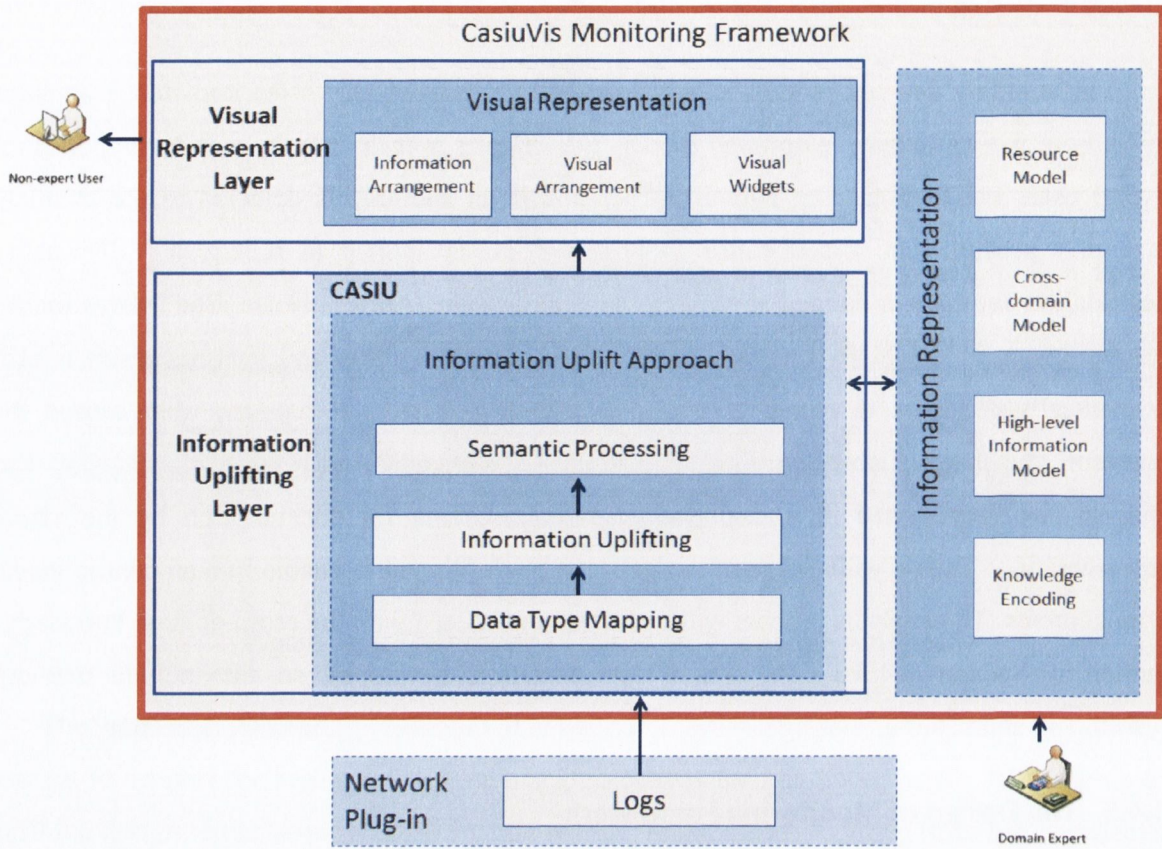 CasiuVis Monitoring Framework
Visual
Representation
Layer
Visual Representation
Information
Arrangement
Visual
Arrangement
Visual
Widgets
Non-expert User
CASIU
Information Uplift Approach
Information
Uplifting
Layer
Semantic Processing
Information Uplifting
Data Type Mapping
Information Representation
Resource
Model
Cross-
domain
Model
High-level
Information
Model
Knowledge
Encoding
Network
Plug-in
Logs
Domain Expert